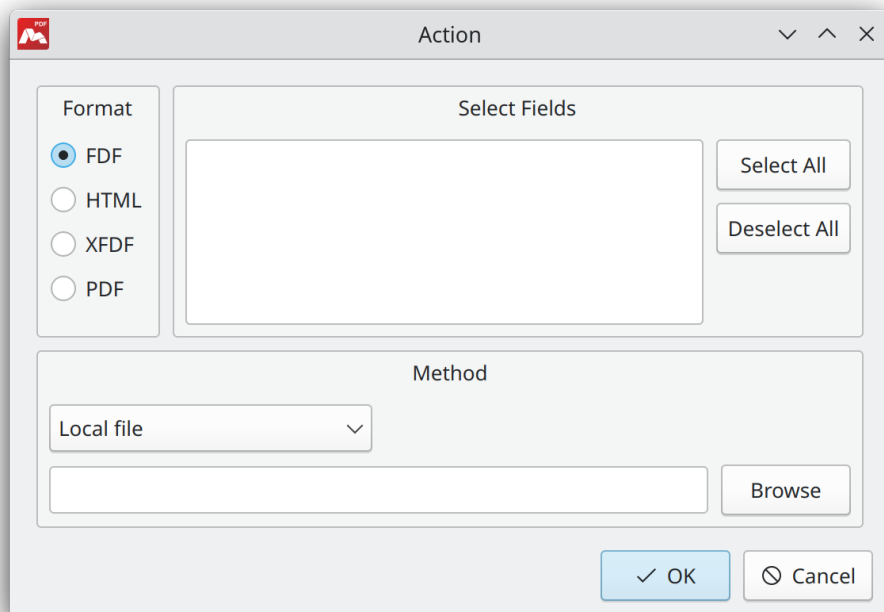 PDF
Action
Format
FDF
HTML
XFDF
PDF
Select Fields
Select All
Deselect All
Method
Local file
Browse
OK
Cancel